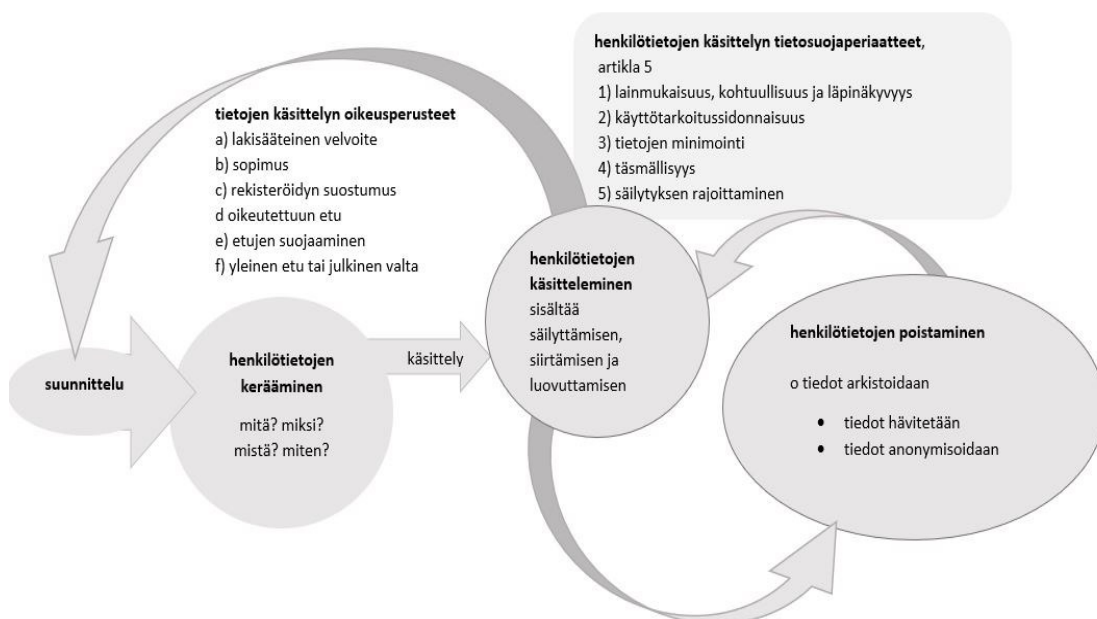 henkilötietojen käsittelyn tietosuojaperiaatteet,
artikla 5
1) lainmukaisuus, kohtuullisuus ja läpinäkyvyys
2) käyttötarkoitussidonnaisuus
3) tietojen minimointi
4) täsmällisyys
5) säilytyksen rajoittaminen
tietojen käsittelyn oikeusperusteet
a) lakisääteinen velvoite
b) sopimus
c) rekisteröidyn suostumus
d oikeutettuun etu
e) etujen suojaaminen
f) yleinen etu tai julkinen valta
suunnittelu
henkilötietojen
kerääminen
mitä? miksi?
mistä? miten?
käsittely
henkilötietojen
käsitteleminen
sisältää
säilyttämisen,
siirtämisen ja
luovuttamisen
henkilötietojen poistaminen
o tiedot arkistoidaan
• tiedot hävitetään
• tiedot anonymisoidaan